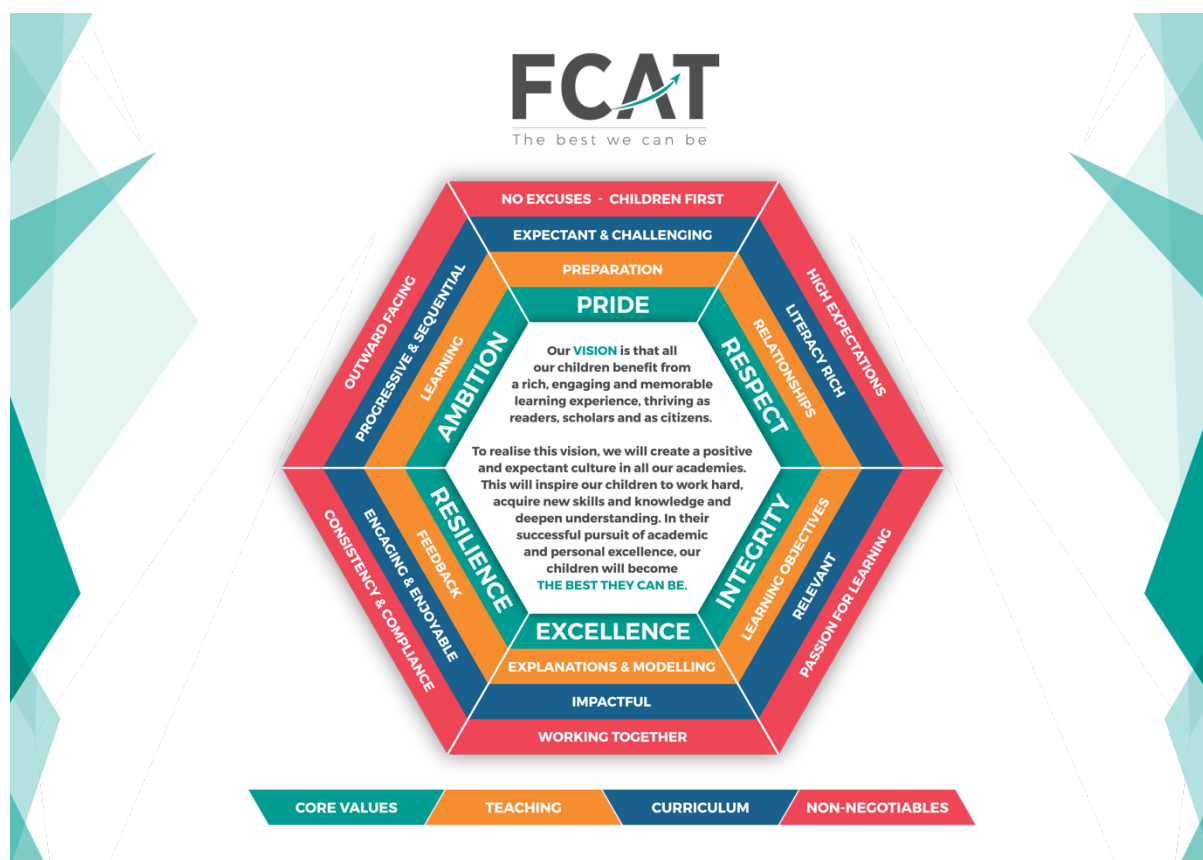 FCAT
The best we can be
NO EXCUSES - CHILDREN FIRST
EXPECTANT & CHALLENGING
PREPARATION
PRIDE
HIGH EXPECTATIONS
LITERACY RICH
RELATIONSHIPS
RESPECT
PASSION FOR LEARNING
RELEVANT
LEARNING OBJECTIVES
INTEGRITY
EXCELLENCE
EXPLANATIONS & MODELLING
IMPACTFUL
WORKING TOGETHER
CONSISTENCY & COMPLIANCE
ENGAGING & ENJOYABLE
FEEDBACK
RESILIENCE
OUTWARD FACING
PROGRESSIVE & SEQUENTIAL
LEARNING
AMBITION
Our VISION is that all
our children benefit from
a rich, engaging and memorable
learning experience, thriving as
readers, scholars and as citizens.
To realise this vision, we will create a positive
and expectant culture in all our academies.
This will inspire our children to work hard,
acquire new skills and knowledge and
deepen understanding. In their
successful pursuit of academic
and personal excellence, our
children will become
THE BEST THEY CAN BE.
CORE VALUES
TEACHING
CURRICULUM
NON-NEGOTIABLES